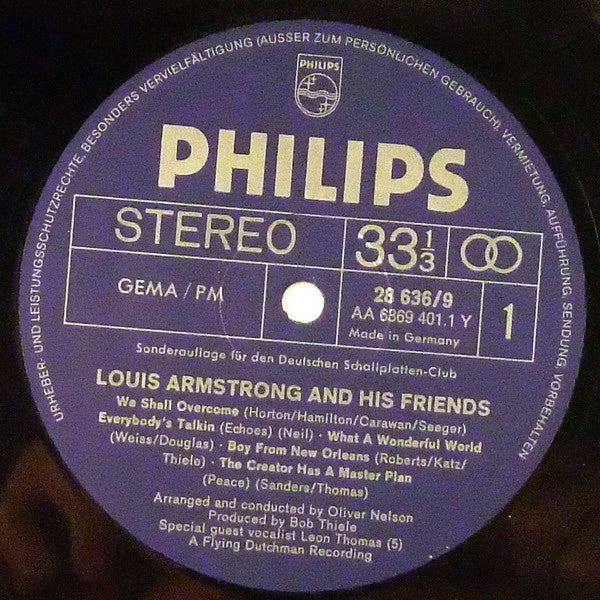 URHEBER- UND LEISTUNGSSCHUTZRECHTE, BESONDERS VERVIELFÄLTIGUNG (AUSSER ZUM PERSÖNLICHEN GEBRAUCH), VERMIETUNG, AUFFÜHRUNG, SENDUNG VORBEHALTEN
PHILIPS
PHILIPS
STEREO
33 1/3
GEMA / PM
28 636/9
AA 6869 401.1 Y
Made in Germany
1
Sonderauflage für den Deutschen Schallplatten-Club
LOUIS ARMSTRONG AND HIS FRIENDS
We Shall Overcome (Horton/Hamilton/Carawan/Seeger)
Everybody's Talkin (Echoes) (Neil) · What A Wonderful World
(Weiss/Douglas) · Boy From New Orleans (Roberts/Katz/
Thiele) · The Creator Has A Master Plan
(Peace) (Sanders/Thomas)
Arranged and conducted by Oliver Nelson
Produced by Bob Thiele
Special guest vocalist Leon Thomas (5)
A Flying Dutchman Recording